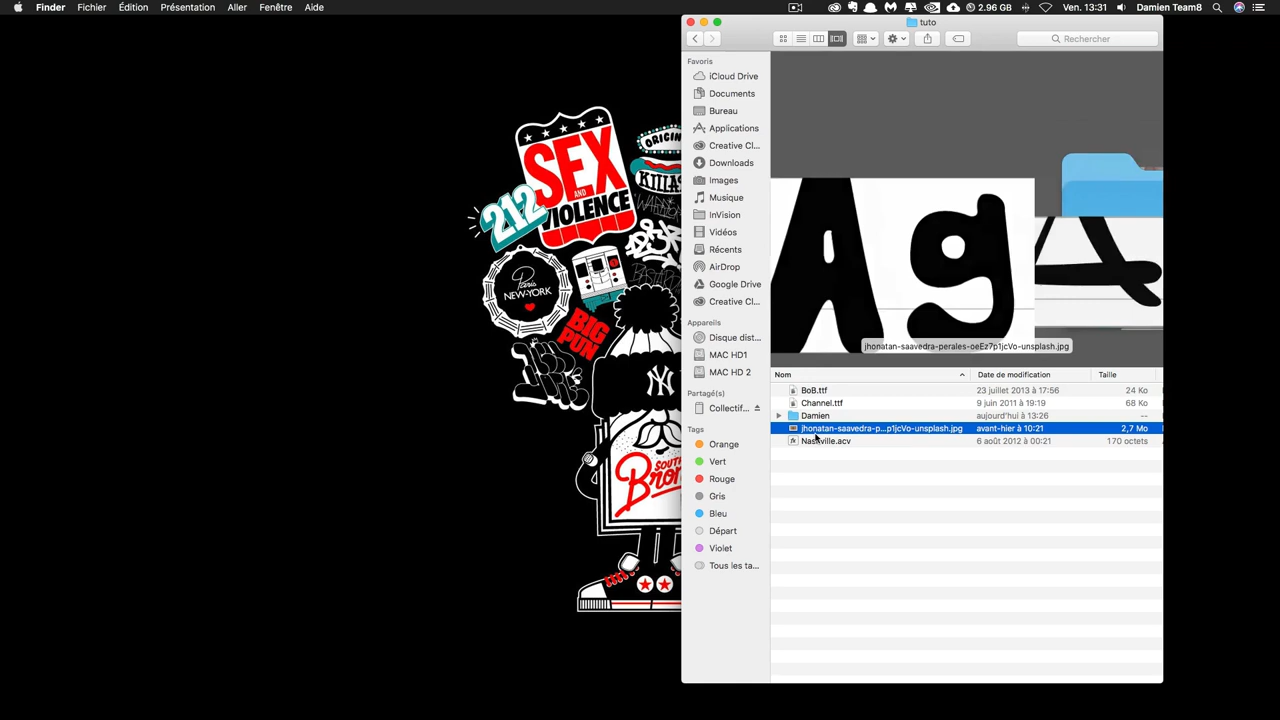 Finder Fichier Édition Présentation Aller Fenêtre Aide 2.96 GB Ven. 13:31 Damien Team8
tuto
Rechercher
Favoris
iCloud Drive
Documents
Bureau
Applications
Creative Cl...
Downloads
Images
Musique
InVision
Vidéos
Récents
AirDrop
Google Drive
Creative Cl...
Appareils
Disque dist...
MAC HD1
MAC HD 2
Partagé(s)
Collectif...
Tags
Orange
Vert
Rouge
Gris
Bleu
Départ
Violet
Tous les ta...
Ag
jhonatan-saavedra-perales-oeEz7p1jcVo-unsplash.jpg
Nom Date de modification Taille
BoB.ttf 23 juillet 2013 à 17:56 24 Ko
Channel.ttf 9 juin 2011 à 19:19 68 Ko
Damien aujourd'hui à 13:26 --
jhonatan-saavedra-p...p1jcVo-unsplash.jpg avant-hier à 10:21 2,7 Mo
Nashville.acv 6 août 2012 à 00:21 170 octets
SEX
AND
VIOLENCE
212
Paris
NEW-YORK
BIG
PUN
NY